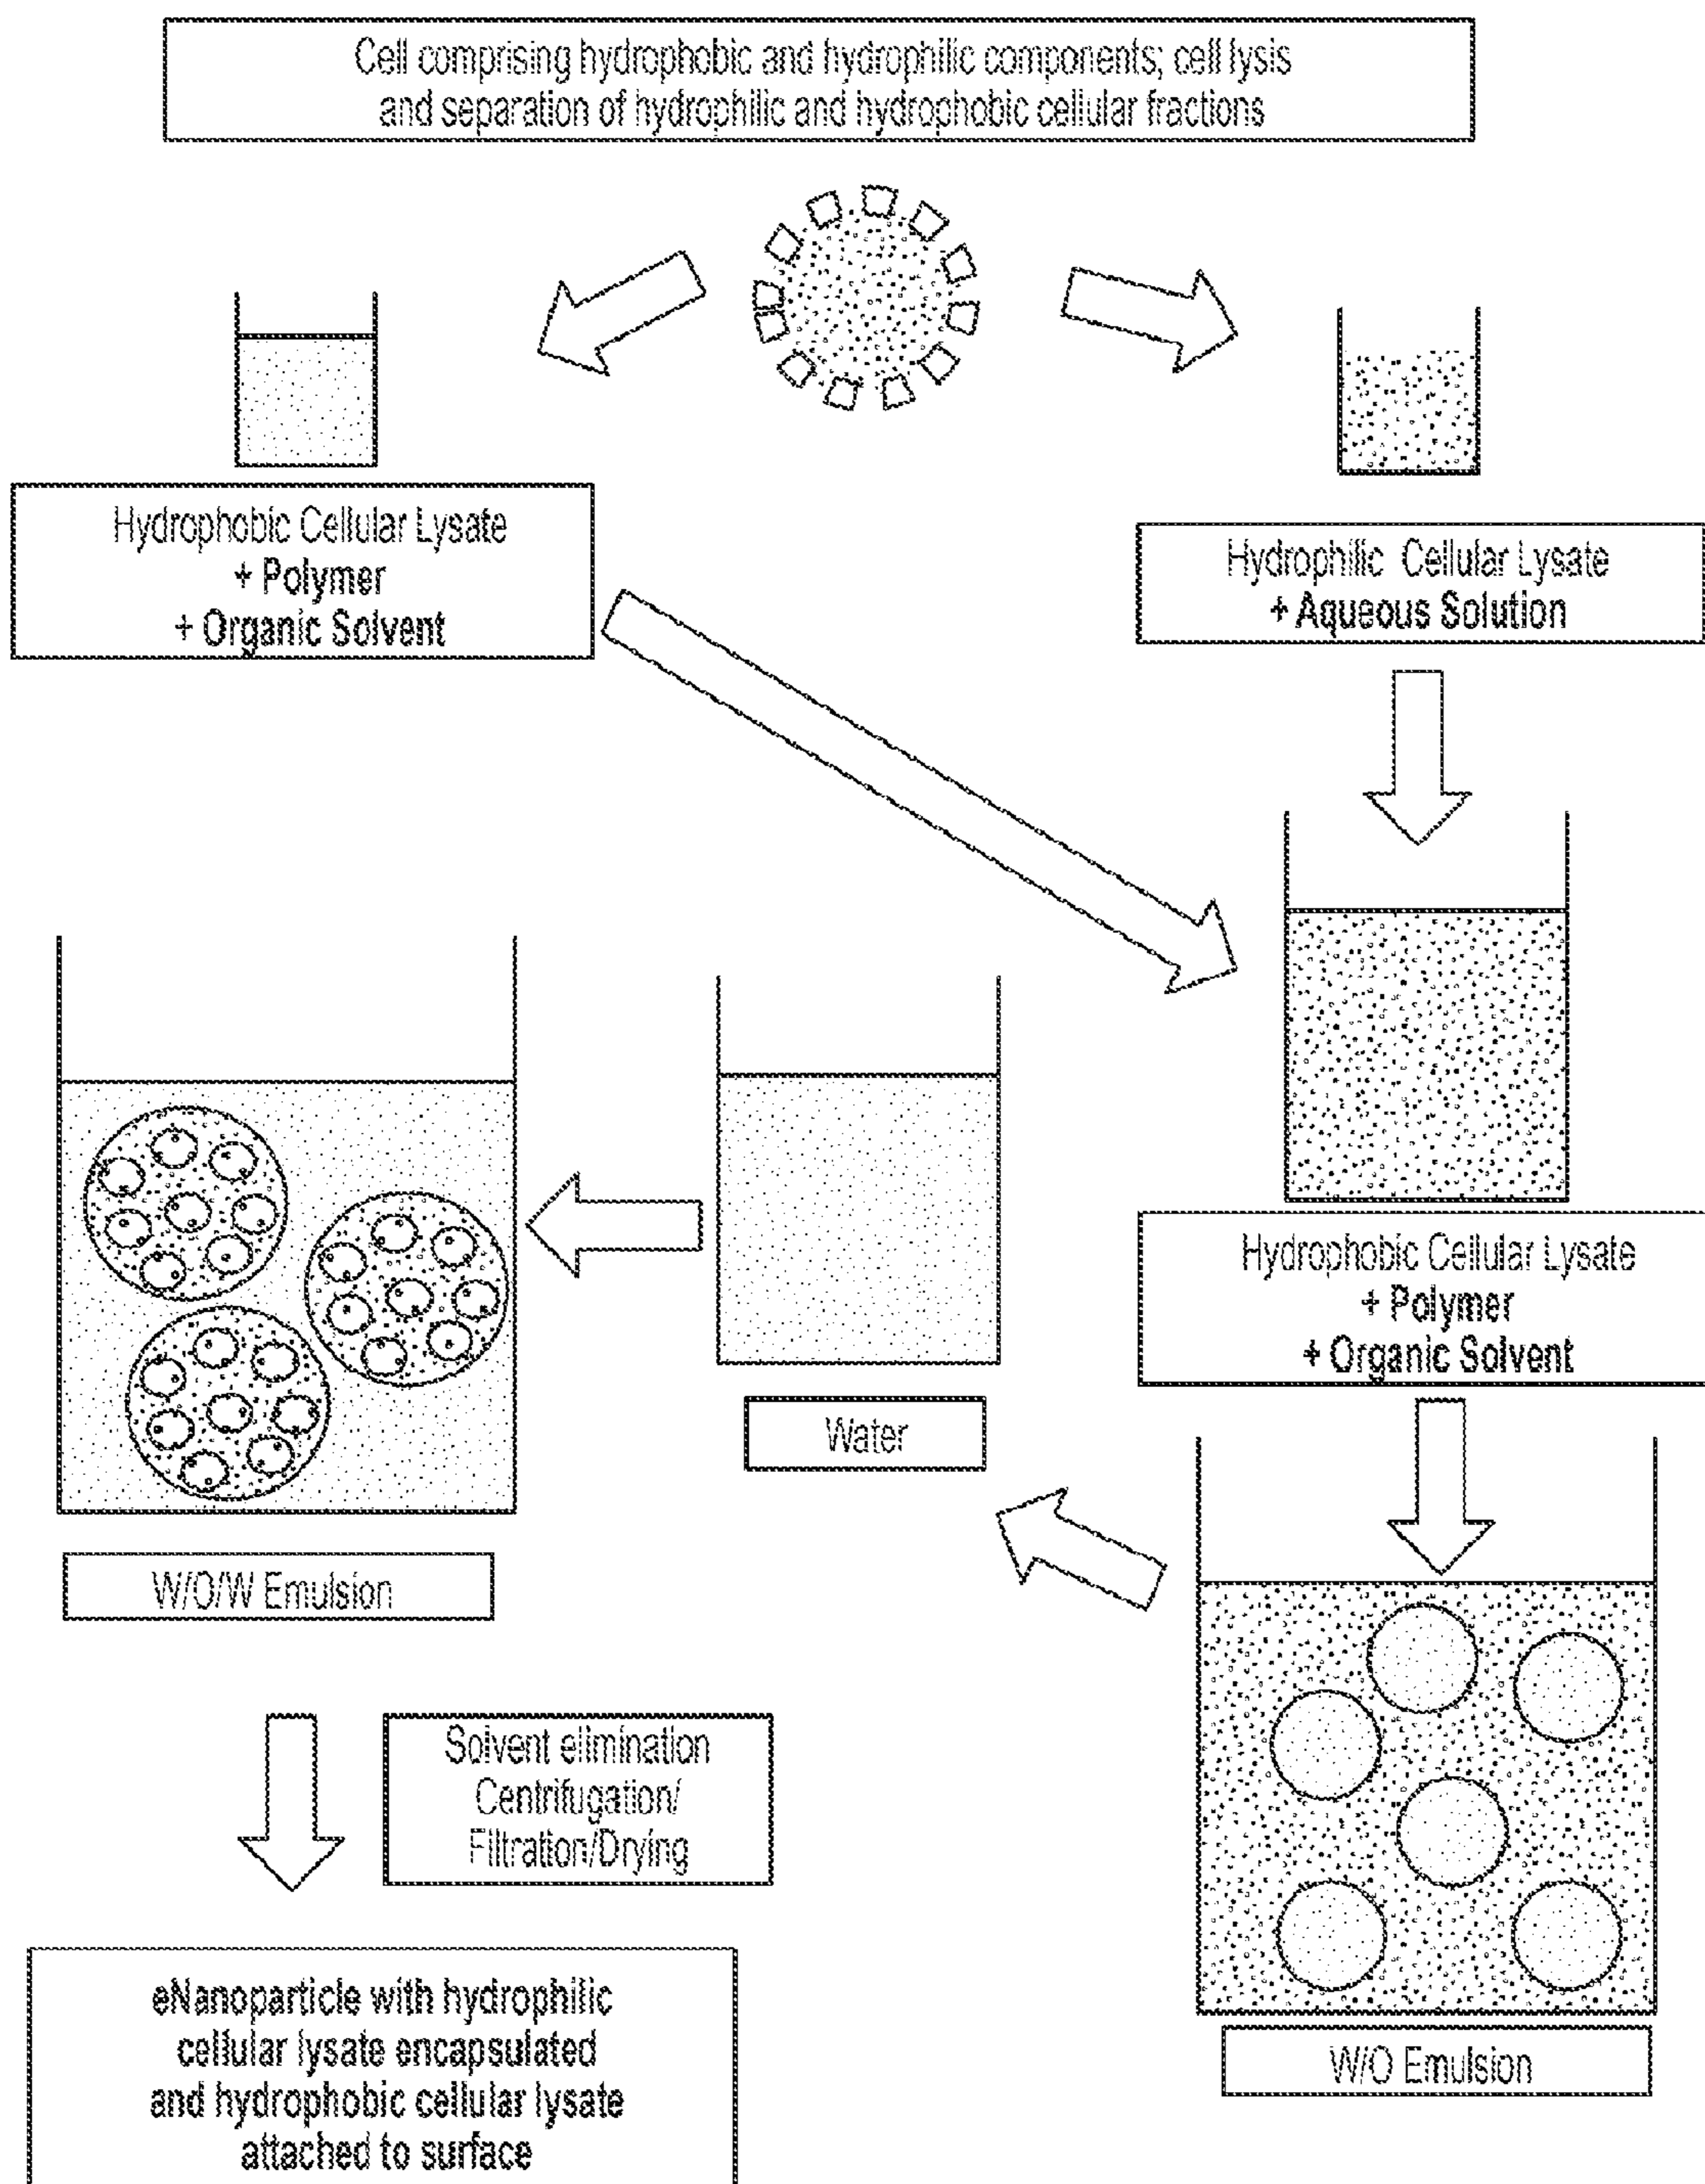 Cell comprising hydrophobic and hydrophilic components; cell lysis
and separation of hydrophilic and hydrophobic cellular fractions
Hydrophobic Cellular Lysate
+ Polymer
+ Organic Solvent
Hydrophilic Cellular Lysate
+ Aqueous Solution
Hydrophobic Cellular Lysate
+ Polymer
+ Organic Solvent
Water
W/O/W Emulsion
Solvent elimination
Centrifugation/
Filtration/Drying
W/O Emulsion
eNanoparticle with hydrophilic
cellular lysate encapsulated
and hydrophobic cellular lysate
attached to surface